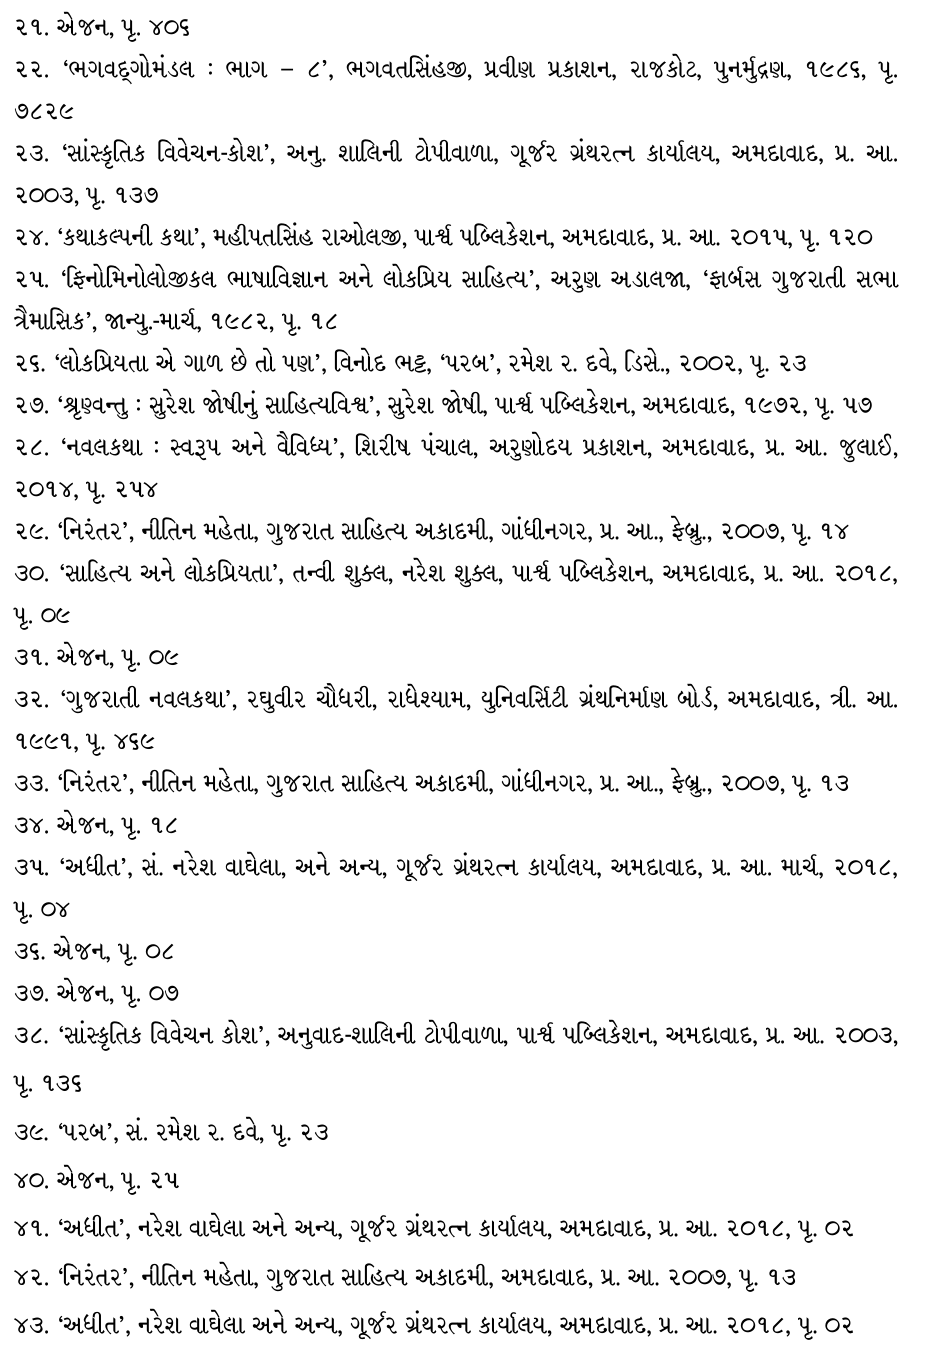 ૨૧. એજન, પૃ. ૪૦૬
૨૨. ‘ભગવદ્ગોમંડલ : ભાગ – ૮’, ભગવતસિંહજી, પ્રવીણ પ્રકાશન, રાજકોટ, પુનર્મુદ્રણ, ૧૯૮૬, પૃ.
૭૮૨૯
૨૩. ‘સાંસ્કૃતિક વિવેચન-કોશ’, અનુ. શાલિની ટોપીવાળા, ગૂર્જર ગ્રંથરત્ન કાર્યાલય, અમદાવાદ, પ્ર. આ.
૨૦૦૩, પૃ. ૧૩૭
૨૪. ‘કથાકલ્પની કથા’, મહીપતસિંહ રાઓલજી, પાર્શ્વ પબ્લિકેશન, અમદાવાદ, પ્ર. આ. ૨૦૧૫, પૃ. ૧૨૦
૨૫. ‘ફિનોમિનોલોજીકલ ભાષાવિજ્ઞાન અને લોકપ્રિય સાહિત્ય’, અરુણ અડાલજા, ‘ફાર્બસ ગુજરાતી સભા
ત્રૈમાસિક’, જાન્યુ.-માર્ચ, ૧૯૮૨, પૃ. ૧૮
૨૬. ‘લોકપ્રિયતા એ ગાળ છે તો પણ’, વિનોદ ભટ્ટ, ‘પરબ’, રમેશ ર. દવે, ડિસે., ૨૦૦૨, પૃ. ૨૩
૨૭. ‘શ્રૃણ્વન્તુ : સુરેશ જોષીનું સાહિત્યવિશ્વ’, સુરેશ જોષી, પાર્શ્વ પબ્લિકેશન, અમદાવાદ, ૧૯૭૨, પૃ. ૫૭
૨૮. ‘નવલકથા : સ્વરૂપ અને વૈવિધ્ય’, શિરીષ પંચાલ, અરુણોદય પ્રકાશન, અમદાવાદ, પ્ર. આ. જુલાઈ,
૨૦૧૪, પૃ. ૨૫૪
૨૯. ‘નિરંતર’, નીતિન મહેતા, ગુજરાત સાહિત્ય અકાદમી, ગાંધીનગર, પ્ર. આ., ફેબ્રુ., ૨૦૦૭, પૃ. ૧૪
૩૦. ‘સાહિત્ય અને લોકપ્રિયતા’, તન્વી શુક્લ, નરેશ શુક્લ, પાર્શ્વ પબ્લિકેશન, અમદાવાદ, પ્ર. આ. ૨૦૧૮,
પૃ. ૦૯
૩૧. એજન, પૃ. ૦૯
૩૨. ‘ગુજરાતી નવલકથા’, રઘુવીર ચૌધરી, રાધેશ્યામ, યુનિવર્સિટી ગ્રંથનિર્માણ બોર્ડ, અમદાવાદ, ત્રી. આ.
૧૯૯૧, પૃ. ૪૬૯
૩૩. ‘નિરંતર’, નીતિન મહેતા, ગુજરાત સાહિત્ય અકાદમી, ગાંધીનગર, પ્ર. આ., ફેબ્રુ., ૨૦૦૭, પૃ. ૧૩
૩૪. એજન, પૃ. ૧૮
૩૫. ‘અધીત’, સં. નરેશ વાઘેલા, અને અન્ય, ગૂર્જર ગ્રંથરત્ન કાર્યાલય, અમદાવાદ, પ્ર. આ. માર્ચ, ૨૦૧૮,
પૃ. ૦૪
૩૬. એજન, પૃ. ૦૮
૩૭. એજન, પૃ. ૦૭
૩૮. ‘સાંસ્કૃતિક વિવેચન કોશ’, અનુવાદ-શાલિની ટોપીવાળા, પાર્શ્વ પબ્લિકેશન, અમદાવાદ, પ્ર. આ. ૨૦૦૩,
પૃ. ૧૩૬
૩૯. ‘પરબ’, સં. રમેશ ર. દવે, પૃ. ૨૩
૪૦. એજન, પૃ. ૨૫
૪૧. ‘અધીત’, નરેશ વાઘેલા અને અન્ય, ગૂર્જર ગ્રંથરત્ન કાર્યાલય, અમદાવાદ, પ્ર. આ. ૨૦૧૮, પૃ. ૦૨
૪૨. ‘નિરંતર’, નીતિન મહેતા, ગુજરાત સાહિત્ય અકાદમી, અમદાવાદ, પ્ર. આ. ૨૦૦૭, પૃ. ૧૩
૪૩. ‘અધીત’, નરેશ વાઘેલા અને અન્ય, ગૂર્જર ગ્રંથરત્ન કાર્યાલય, અમદાવાદ, પ્ર. આ. ૨૦૧૮, પૃ. ૦૨